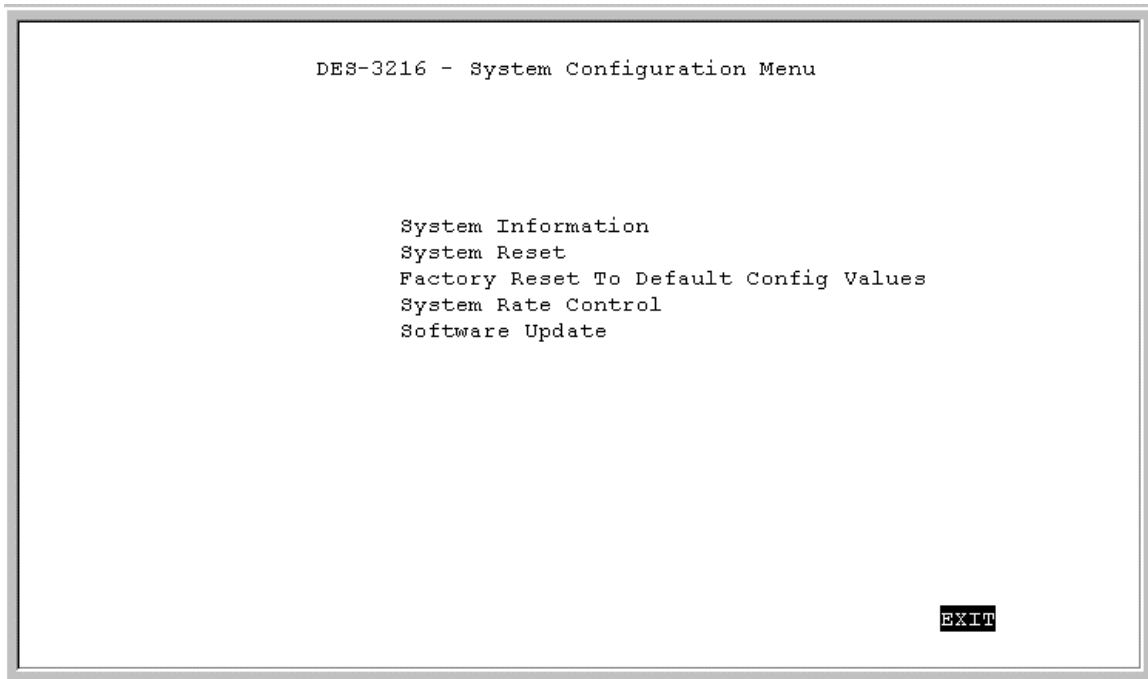 DES-3216 - System Configuration Menu
System Information
System Reset
Factory Reset To Default Config Values
System Rate Control
Software Update
EXIT